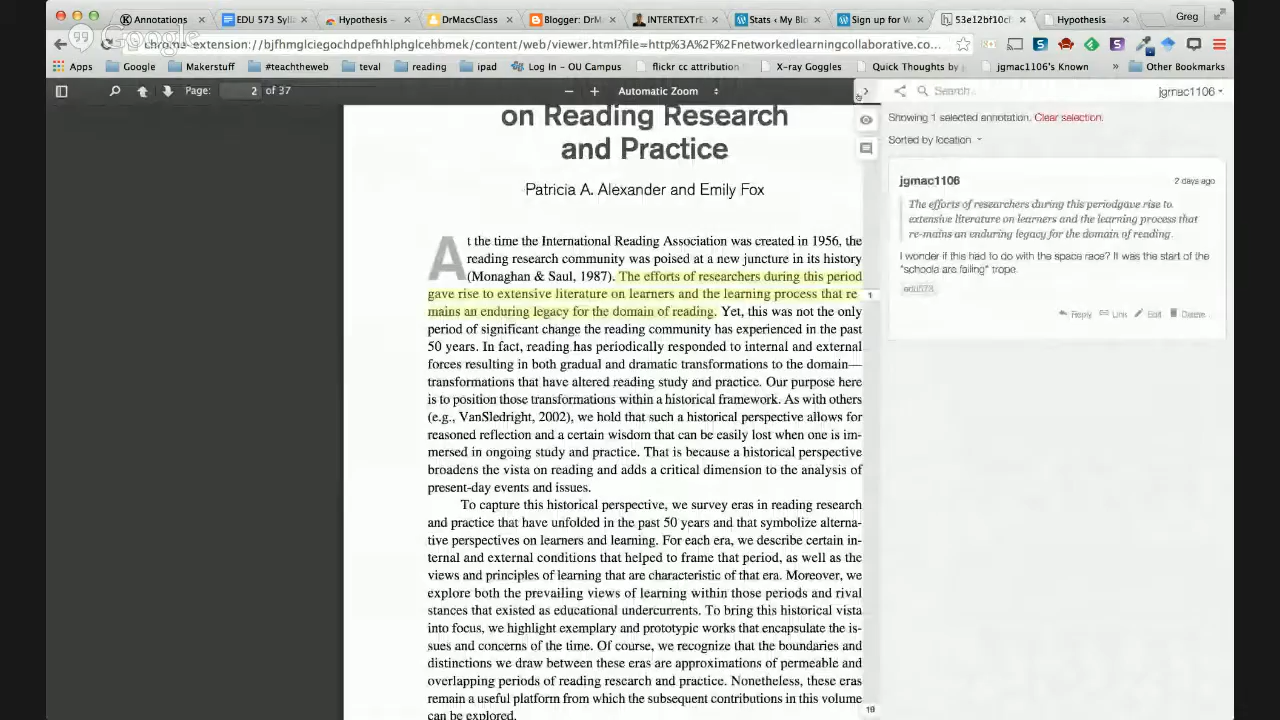 Annotations
EDU 573 Sylla
Hypothesis –
DrMacsClass
Blogger: DrM
INTERTEXTrE
Stats ‹ My Blo
Sign up for W
53e12bf10c
Hypothesis
Greg
Google
chrome-extension://bjfhmglciegochdpefhhlphglcehbmek/content/web/viewer.html?file=http%3A%2F%2Fnetworkedlearningcollaborative.co...
Apps
Google
Makerstuff
#teachtheweb
teval
reading
ipad
Log In - OU Campus
flickr cc attribution
X-ray Goggles
Quick Thoughts by
jgmac1106's Known
»
Other Bookmarks
Page: 2 of 37
Automatic Zoom
Search...
jgmac1106
on Reading Research
and Practice
Patricia A. Alexander and Emily Fox
At the time the International Reading Association was created in 1956, the
reading research community was poised at a new juncture in its history
(Monaghan & Saul, 1987). The efforts of researchers during this period
gave rise to extensive literature on learners and the learning process that re
mains an enduring legacy for the domain of reading. Yet, this was not the only
period of significant change the reading community has experienced in the past
50 years. In fact, reading has periodically responded to internal and external
forces resulting in both gradual and dramatic transformations to the domain—
transformations that have altered reading study and practice. Our purpose here
is to position those transformations within a historical framework. As with others
(e.g., VanSledright, 2002), we hold that such a historical perspective allows for
reasoned reflection and a certain wisdom that can be easily lost when one is im-
mersed in ongoing study and practice. That is because a historical perspective
broadens the vista on reading and adds a critical dimension to the analysis of
present-day events and issues.
To capture this historical perspective, we survey eras in reading research
and practice that have unfolded in the past 50 years and that symbolize alterna-
tive perspectives on learners and learning. For each era, we describe certain in-
ternal and external conditions that helped to frame that period, as well as the
views and principles of learning that are characteristic of that era. Moreover, we
explore both the prevailing views of learning within those periods and rival
stances that existed as educational undercurrents. To bring this historical vista
into focus, we highlight exemplary and prototypic works that encapsulate the is-
sues and concerns of the time. Of course, we recognize that the boundaries and
distinctions we draw between these eras are approximations of permeable and
overlapping periods of reading research and practice. Nonetheless, these eras
remain a useful platform from which the subsequent contributions in this volume
can be explored.
1
19
Showing 1 selected annotation. Clear selection.
Sorted by location
jgmac1106
2 days ago
The efforts of researchers during this periodgave rise to
extensive literature on learners and the learning process that
re-mains an enduring legacy for the domain of reading.
I wonder if this had to do with the space race? It was the start of the
"schools are failing" trope.
edu573
Reply
Link
Edit
Delete